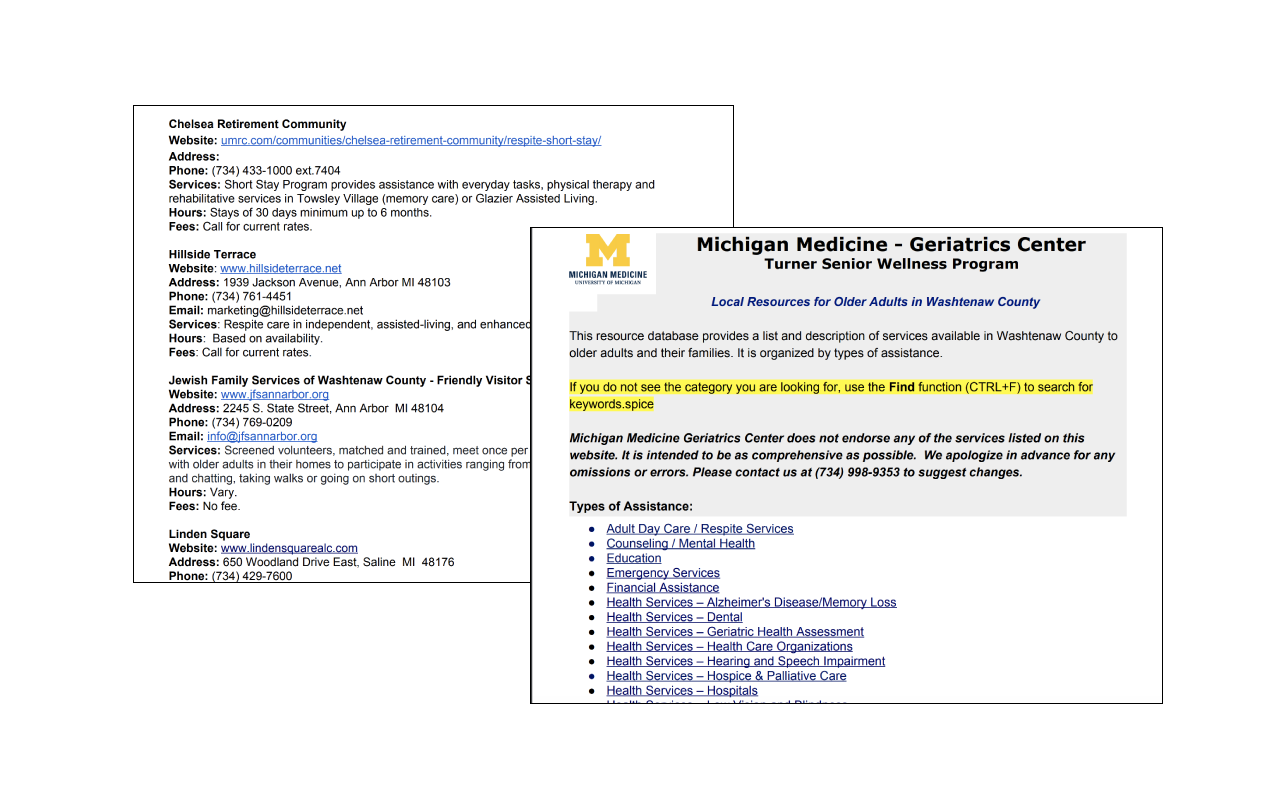 Chelsea Retirement Community
Website: umrc.com/communities/chelsea-retirement-community/respite-short-stay/
Address:
Phone: (734) 433-1000 ext.7404
Services: Short Stay Program provides assistance with everyday tasks, physical therapy and
rehabilitative services in Towsley Village (memory care) or Glazier Assisted Living.
Hours: Stays of 30 days minimum up to 6 months.
Fees: Call for current rates.
Hillside Terrace
Website: www.hillsideterrace.net
Address: 1939 Jackson Avenue, Ann Arbor MI 48103
Phone: (734) 761-4451
Email: marketing@hillsideterrace.net
Services: Respite care in independent, assisted-living, and enhanced
Hours: Based on availability.
Fees: Call for current rates.
Jewish Family Services of Washtenaw County - Friendly Visitor S
Website: www.jfsannarbor.org
Address: 2245 S. State Street, Ann Arbor MI 48104
Phone: (734) 769-0209
Email: info@jfsannarbor.org
Services: Screened volunteers, matched and trained, meet once per
with older adults in their homes to participate in activities ranging from
and chatting, taking walks or going on short outings.
Hours: Vary.
Fees: No fee.
Linden Square
Website: www.lindensquarealc.com
Address: 650 Woodland Drive East, Saline MI 48176
Phone: (734) 429-7600
M
MICHIGAN MEDICINE
UNIVERSITY OF MICHIGAN
Michigan Medicine - Geriatrics Center
Turner Senior Wellness Program
Local Resources for Older Adults in Washtenaw County
This resource database provides a list and description of services available in Washtenaw County to
older adults and their families. It is organized by types of assistance.
If you do not see the category you are looking for, use the Find function (CTRL+F) to search for
keywords.spice
Michigan Medicine Geriatrics Center does not endorse any of the services listed on this
website. It is intended to be as comprehensive as possible. We apologize in advance for any
omissions or errors. Please contact us at (734) 998-9353 to suggest changes.
Types of Assistance:
● Adult Day Care / Respite Services
● Counseling / Mental Health
● Education
● Emergency Services
● Financial Assistance
● Health Services – Alzheimer's Disease/Memory Loss
● Health Services – Dental
● Health Services – Geriatric Health Assessment
● Health Services – Health Care Organizations
● Health Services – Hearing and Speech Impairment
● Health Services – Hospice & Palliative Care
● Health Services – Hospitals
Health Services – Low Vision and Blindness